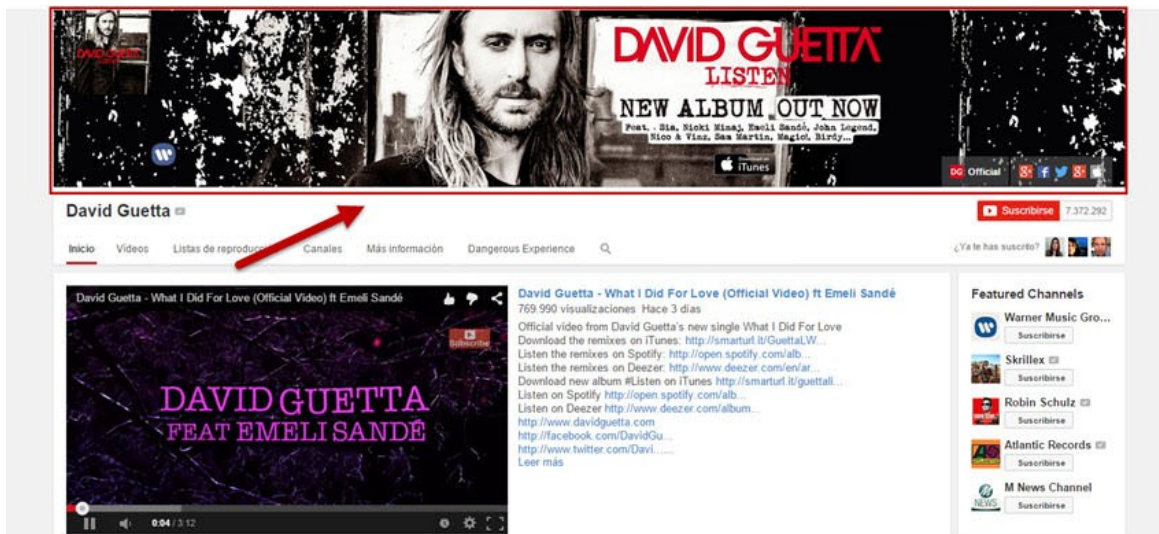 DAVID GUETTA
LISTEN
NEW ALBUM OUT NOW
Feat. Sia, Nicki Minaj, Emeli Sandé, John Legend,
Nico & Vinz, Sam Martin, Magic!, Birdy...
Download on
iTunes
DG Official
David Guetta
Suscribirse 7.372.292
Inicio Vídeos Listas de reproducc Canales Más información Dangerous Experience
¿Ya te has suscrito?
David Guetta - What I Did For Love (Official Video) ft Emeli Sandé
Subscribe
DAVID GUETTA
FEAT EMELI SANDÉ
0:04 / 3:12
David Guetta - What I Did For Love (Official Video) ft Emeli Sandé
769.990 visualizaciones Hace 3 días
Official video from David Guetta's new single What I Did For Love
Download the remixes on iTunes: http://smarturl.it/GuettaLW...
Listen the remixes on Spotify: http://open.spotify.com/alb...
Listen the remixes on Deezer: http://www.deezer.com/en/ar...
Download new album #Listen on iTunes http://smarturl.it/guettali...
Listen on Spotify http://open.spotify.com/alb...
Listen on Deezer http://www.deezer.com/album...
http://www.davidguetta.com
http://facebook.com/DavidGu...
http://www.twitter.com/Davi......
Leer más
Featured Channels
Warner Music Gro...
Suscribirse
Skrillex
Suscribirse
Robin Schulz
Suscribirse
Atlantic Records
Suscribirse
M News Channel
NEWS
Suscribirse